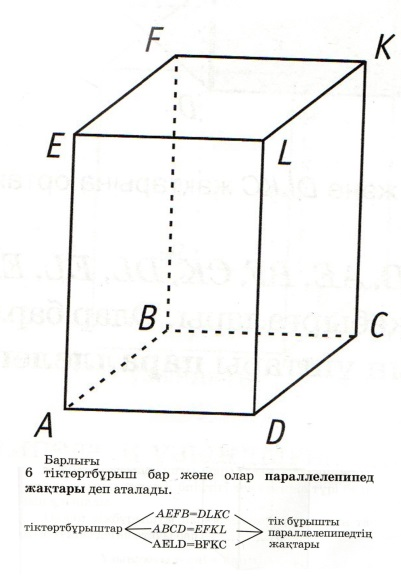 F
K
E
L
B
C
A
D
Барлығы
6 тіктөртбұрыш бар және олар параллелепипед
жақтары деп аталады.
AEFB=DLKC
тіктөртбұрыштар ABCD=EFKL тік бұрышты параллелепипедтің жақтары
AELD=BFKC